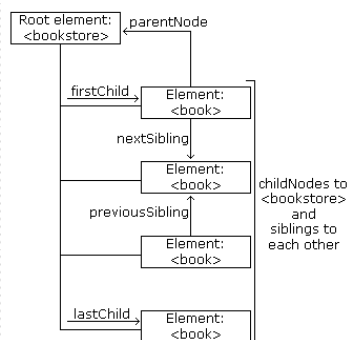 Root element:
<bookstore>
parentNode
firstChild
Element:
<book>
nextSibling
Element:
<book>
previousSibling
Element:
<book>
lastChild
Element:
<book>
childNodes to
<bookstore>
and
siblings to
each other